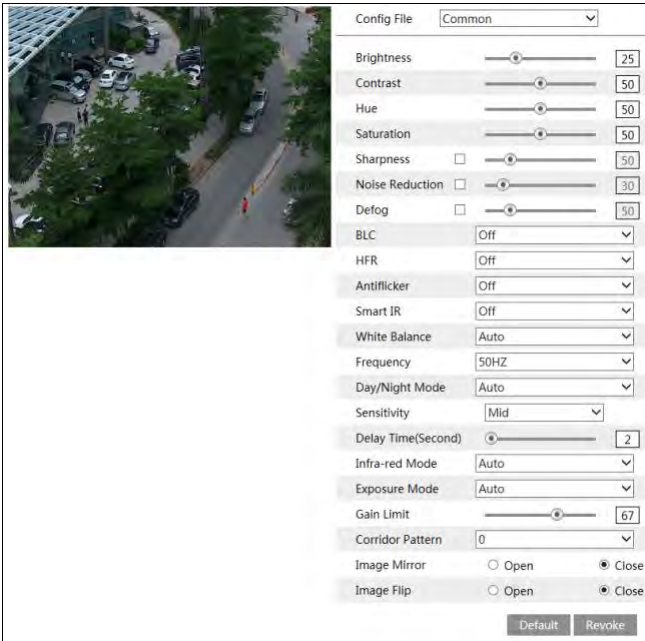 Config File Common
Brightness 25
Contrast 50
Hue 50
Saturation 50
Sharpness 50
Noise Reduction 30
Defog 50
BLC Off
HFR Off
Antiflicker Off
Smart IR Off
White Balance Auto
Frequency 50HZ
Day/Night Mode Auto
Sensitivity Mid
Delay Time(Second) 2
Infra-red Mode Auto
Exposure Mode Auto
Gain Limit 67
Corridor Pattern 0
Image Mirror Open Close
Image Flip Open Close
Default Revoke